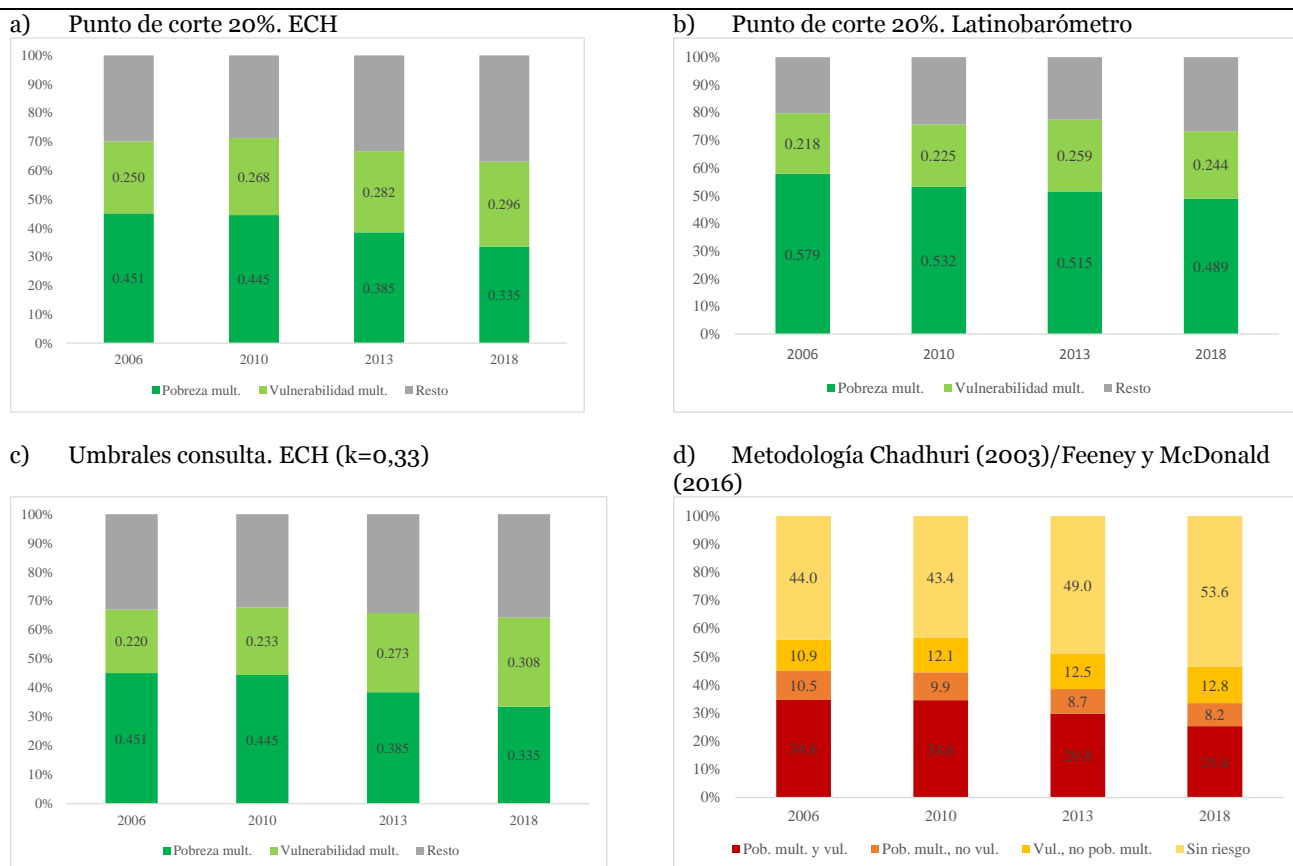 a) Punto de corte 20%. ECH
100%
90%
80%
70%
60%
50%
40%
30%
20%
10%
0%
0.250 0.268 0.282 0.296
0.451 0.445 0.385 0.335
2006 2010 2013 2018
Pobreza mult. Vulnerabilidad mult. Resto
b) Punto de corte 20%. Latinobarómetro
100%
90%
80%
70%
60%
50%
40%
30%
20%
10%
0%
0.218 0.225 0.259 0.244
0.579 0.532 0.515 0.489
2006 2010 2013 2018
Pobreza mult. Vulnerabilidad mult. Resto
c) Umbrales consulta. ECH (k=0,33)
100%
90%
80%
70%
60%
50%
40%
30%
20%
10%
0%
0.220 0.233 0.273 0.308
0.451 0.445 0.385 0.335
2006 2010 2013 2018
Pobreza mult. Vulnerabilidad mult. Resto
d) Metodología Chadhuri (2003)/Feeney y McDonald
(2016)
100%
90%
80%
70%
60%
50%
40%
30%
20%
10%
0%
44.0 43.4 49.0 53.6
10.9 12.1 12.5 12.8
10.5 9.9 8.7 8.2
34.6 34.6 29.8 25.4
2006 2010 2013 2018
Pob. mult. y vul. Pob. mult., no vul. Vul., no pob. mult. Sin riesgo